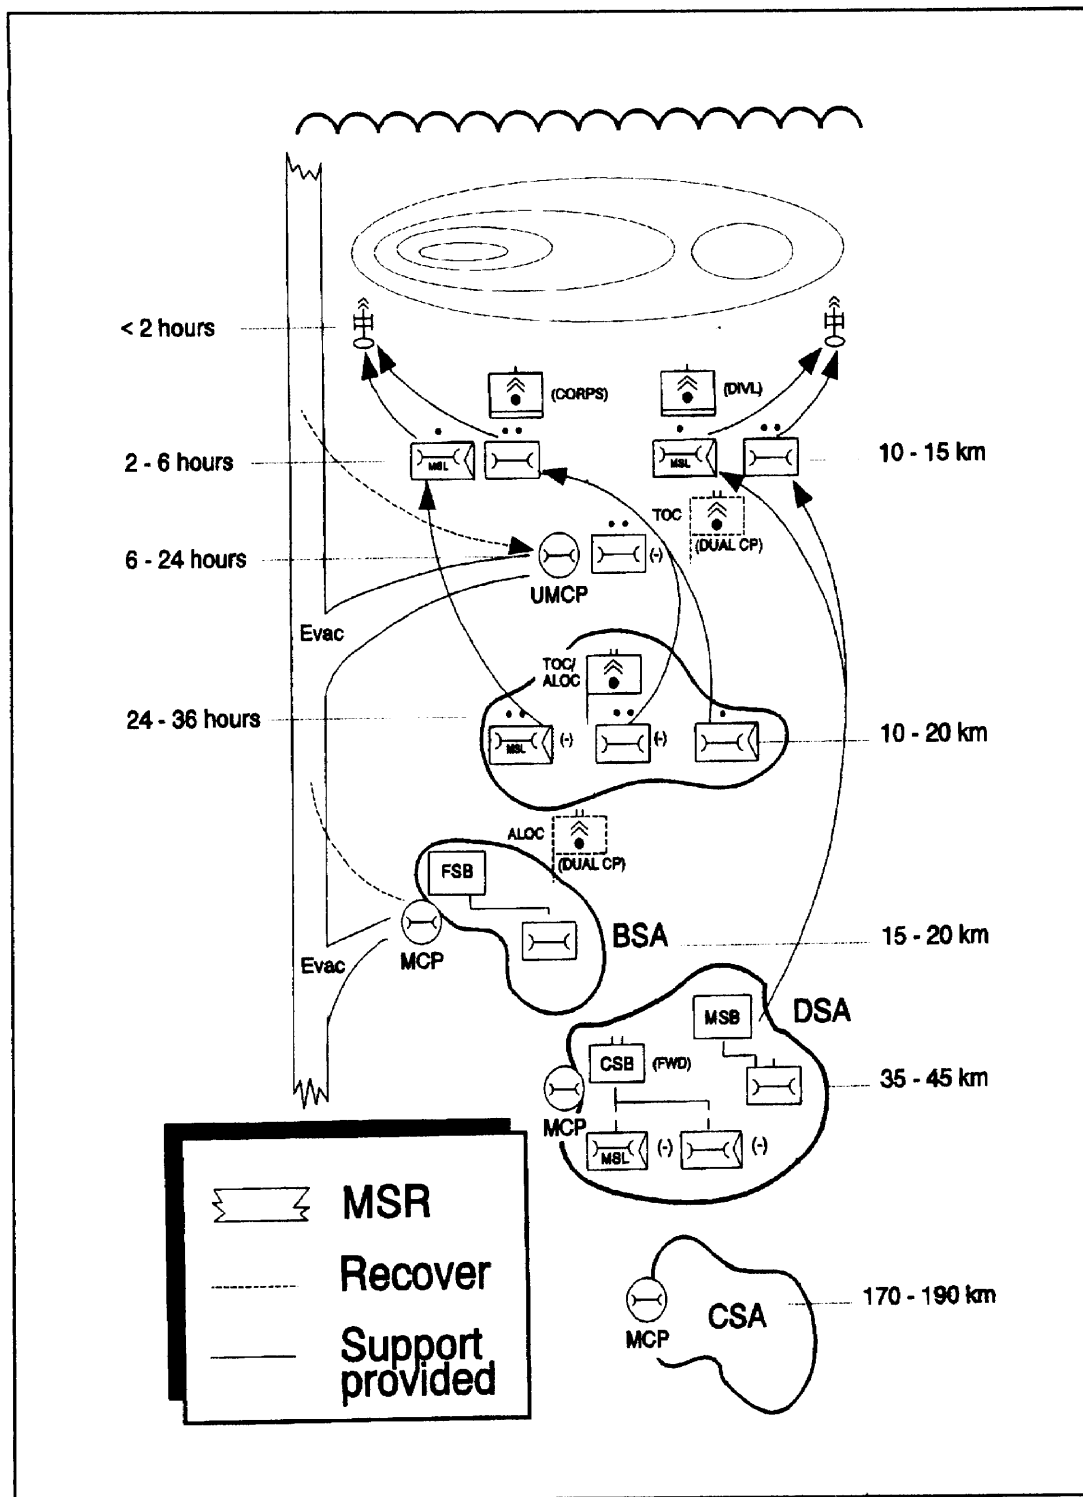 < 2 hours
(CORPS)
(DIVL)
2 - 6 hours
MSL
MSL
10 - 15 km
TOC
(DUAL CP)
6 - 24 hours
(-)
UMCP
Evac
TOC/
ALOC
24 - 36 hours
MSL
(-)
(-)
10 - 20 km
ALOC
(DUAL CP)
FSB
BSA
15 - 20 km
MCP
Evac
MSB
DSA
CSB
(FWD)
35 - 45 km
MCP
MSL
(-)
(-)
MSR
Recover
Support
provided
170 - 190 km
CSA
MCP